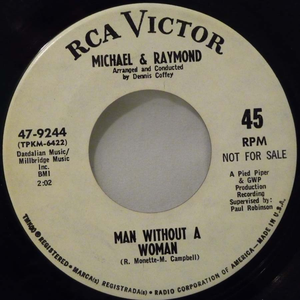 RCA VICTOR
MICHAEL & RAYMOND
Arranged and Conducted
by Dennis Coffey
47-9244
(TPKM-6422)
Daedalian Music/
Millbridge Music
Inc.
BMI
2:02
45
RPM
NOT FOR SALE
A Pied Piper
& GWP
Production
Recording
Supervised by:
Paul Robinson
MAN WITHOUT A
WOMAN
(R. Monette-M. Campbell)
TMK(S) ® REGISTERED • MARCA(S) REGISTRADA(S) • RADIO CORPORATION OF AMERICA—CAMDEN, N.J. • MADE IN U.S.A.